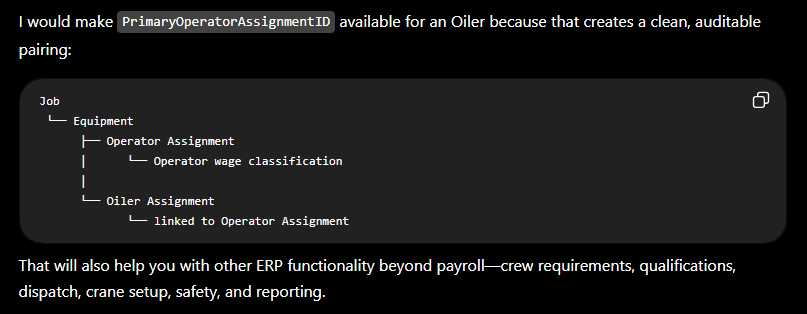 I would make PrimaryOperatorAssignmentID available for an Oiler because that creates a clean, auditable
pairing:
Job
└── Equipment
    ├── Operator Assignment
    │     └── Operator wage classification
    │
    └── Oiler Assignment
          └── linked to Operator Assignment
That will also help you with other ERP functionality beyond payroll—crew requirements, qualifications,
dispatch, crane setup, safety, and reporting.